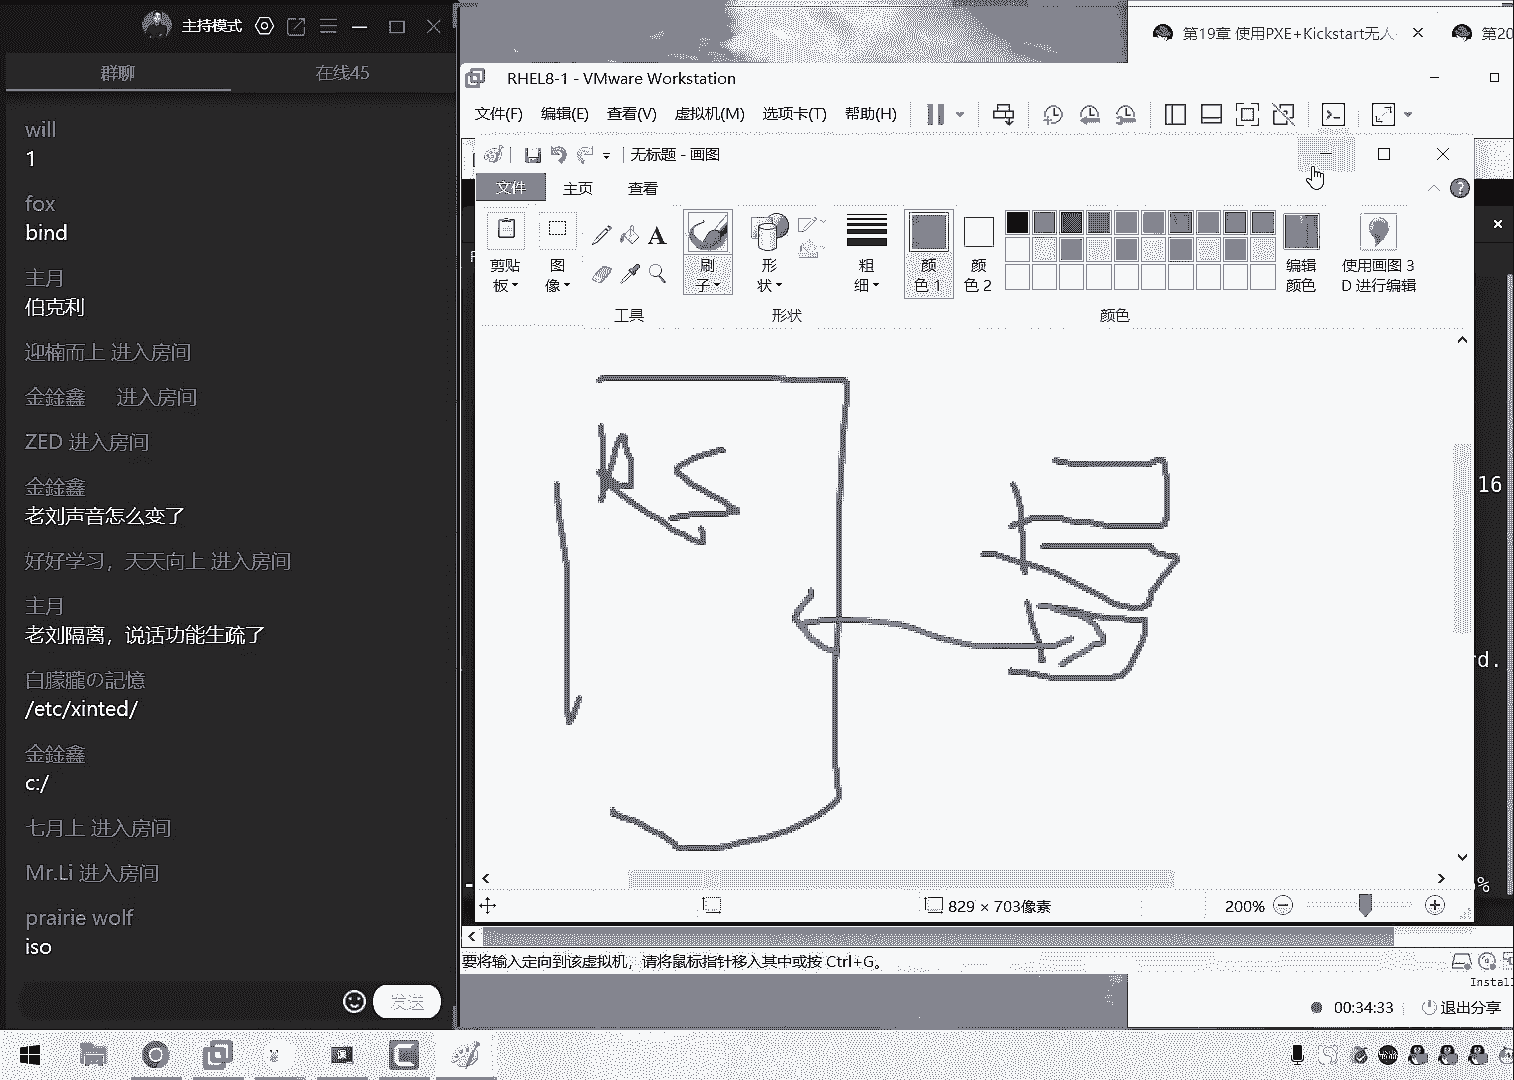 主持模式
群聊
在线45
will
1
fox
bind
主月
伯克利
迎楠而上 进入房间
金銓鑫 进入房间
ZED 进入房间
金銓鑫
老刘声音怎么变了
好好学习，天天向上 进入房间
主月
老刘隔离，说话功能生疏了
白朦朧の記憶
/etc/xinted/
金銓鑫
c:/
七月上 进入房间
Mr.Li 进入房间
prairie wolf
iso
发送
第19章 使用PXE+Kickstart无人
第20
RHEL8-1 - VMware Workstation
文件(F) 编辑(E) 查看(V) 虚拟机(M) 选项卡(T) 帮助(H)
无标题 - 画图
文件 主页 查看
剪贴板 图像 刷子 形状 粗细 颜色 1 颜色 2 编辑颜色 使用画图 3D 进行编辑
工具 形状 颜色
RS
16
rd.
%
829 × 703像素
200%
要将输入定向到该虚拟机，请将鼠标指针移入其中或按 Ctrl+G。
Instal
00:34:33
退出分享